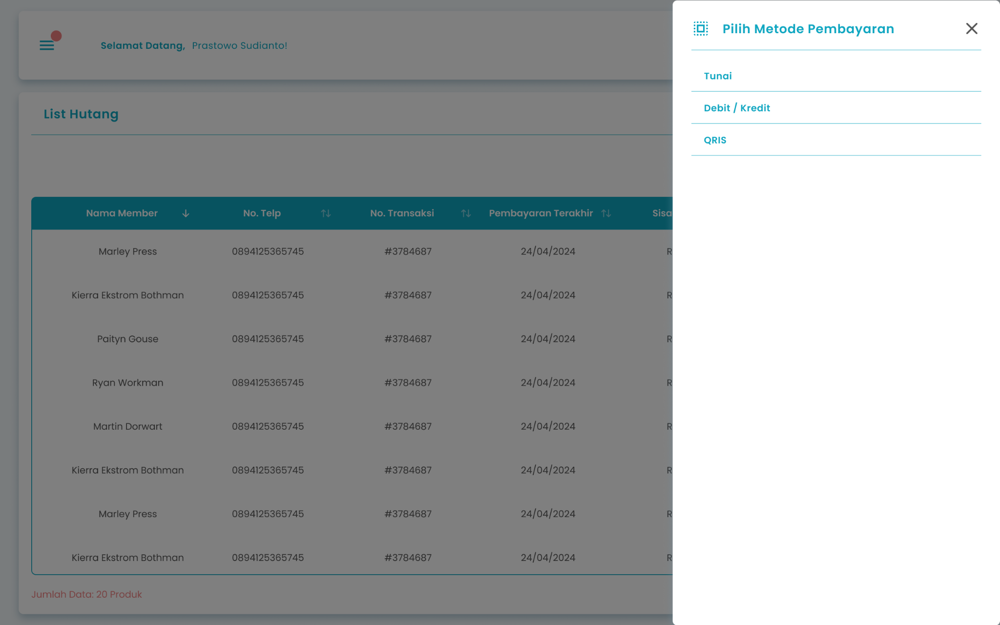 Selamat Datang, Prastowo Sudianto!
List Hutang
Nama Member No. Telp No. Transaksi Pembayaran Terakhir Sisa
Marley Press 0894125365745 #3784687 24/04/2024 R
Kierra Ekstrom Bothman 0894125365745 #3784687 24/04/2024 R
Paityn Gouse 0894125365745 #3784687 24/04/2024 R
Ryan Workman 0894125365745 #3784687 24/04/2024 R
Martin Dorwart 0894125365745 #3784687 24/04/2024 R
Kierra Ekstrom Bothman 0894125365745 #3784687 24/04/2024 R
Marley Press 0894125365745 #3784687 24/04/2024 R
Kierra Ekstrom Bothman 0894125365745 #3784687 24/04/2024 R
Jumlah Data: 20 Produk
Pilih Metode Pembayaran
Tunai
Debit / Kredit
QRIS